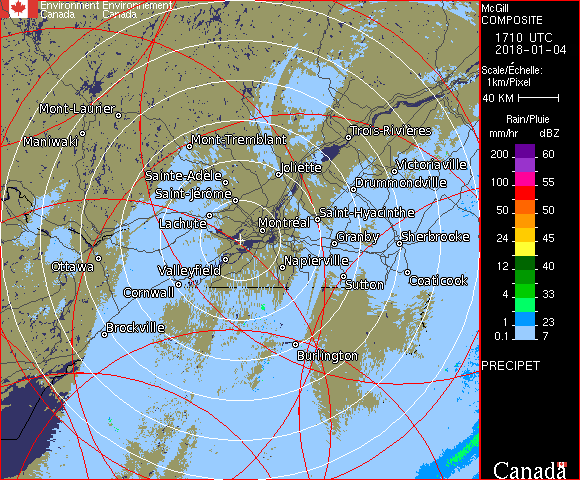 Environment Environnement
Canada Canada
McGill
COMPOSITE
1710 UTC
2018-01-04
Scale/Échelle:
1km/Pixel
40 KM
Rain/Pluie
mm/hr dBZ
200 60
100 55
50 50
24 45
12 40
4 33
1 23
0.1 7
PRECIPET
Canada
Mont-Laurier
Maniwaki
Mont-Tremblant
Trois-Rivières
Joliette
Victoriaville
Sainte-Adèle
Drummondville
Saint-Jérôme
Saint-Hyacinthe
Lachute
Montréal
Granby
Sherbrooke
Ottawa
Valleyfield
Napierville
Sutton
Coaticook
Cornwall
Brockville
Burlington